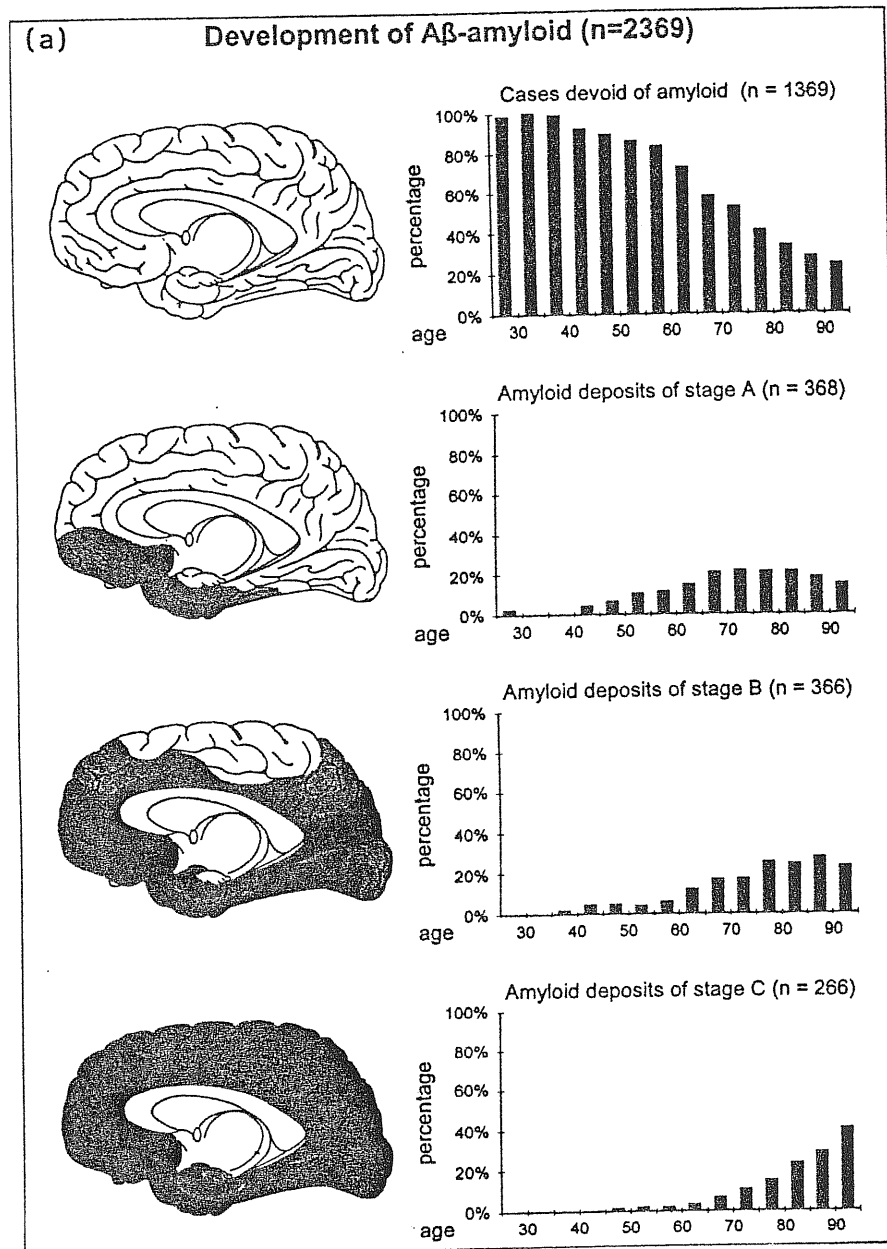 (a) Development of Aß-amyloid (n=2369)
Cases devoid of amyloid (n = 1369)
100%
80%
60%
40%
20%
0%
percentage
age 30 40 50 60 70 80 90
Amyloid deposits of stage A (n = 368)
100%
80%
60%
40%
20%
0%
percentage
age 30 40 50 60 70 80 90
Amyloid deposits of stage B (n = 366)
100%
80%
60%
40%
20%
0%
percentage
age 30 40 50 60 70 80 90
Amyloid deposits of stage C (n = 266)
100%
80%
60%
40%
20%
0%
percentage
age 30 40 50 60 70 80 90